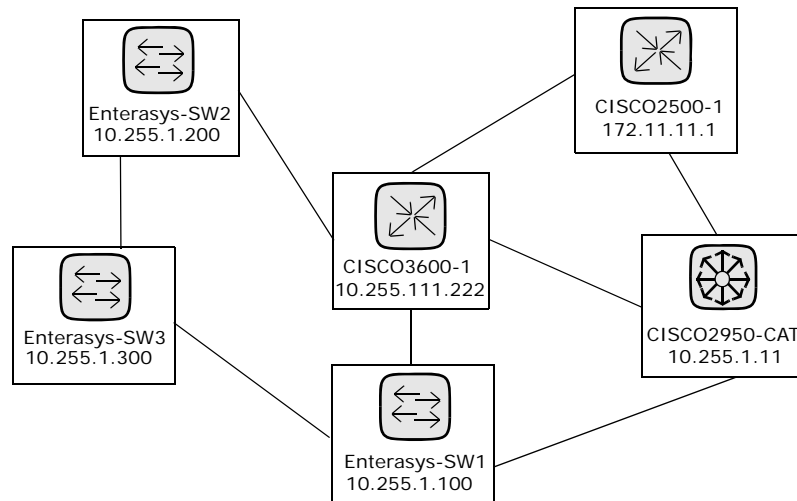 Enterasys-SW2
10.255.1.200
CISCO2500-1
172.11.11.1
CISCO3600-1
10.255.111.222
Enterasys-SW3
10.255.1.300
CISCO2950-CAT
10.255.1.11
Enterasys-SW1
10.255.1.100